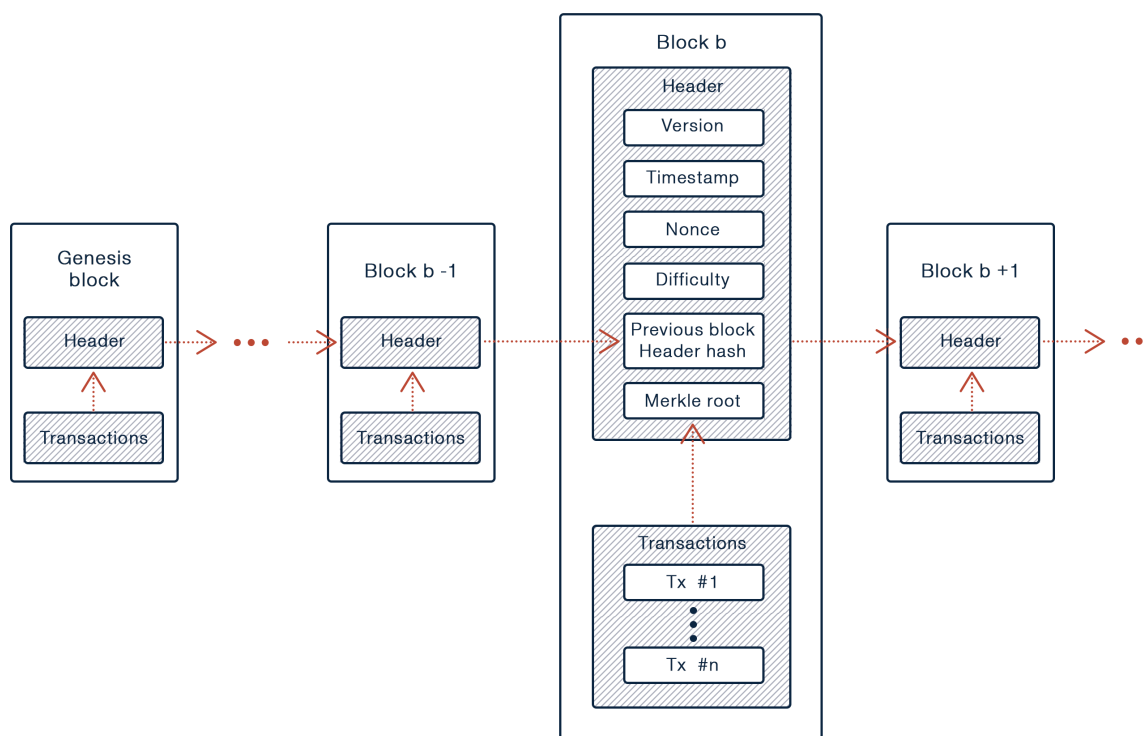 Genesis
block
Header
Transactions
Block b -1
Header
Transactions
Block b
Header
Version
Timestamp
Nonce
Difficulty
Previous block
Header hash
Merkle root
Transactions
Tx #1
Tx #n
Block b +1
Header
Transactions